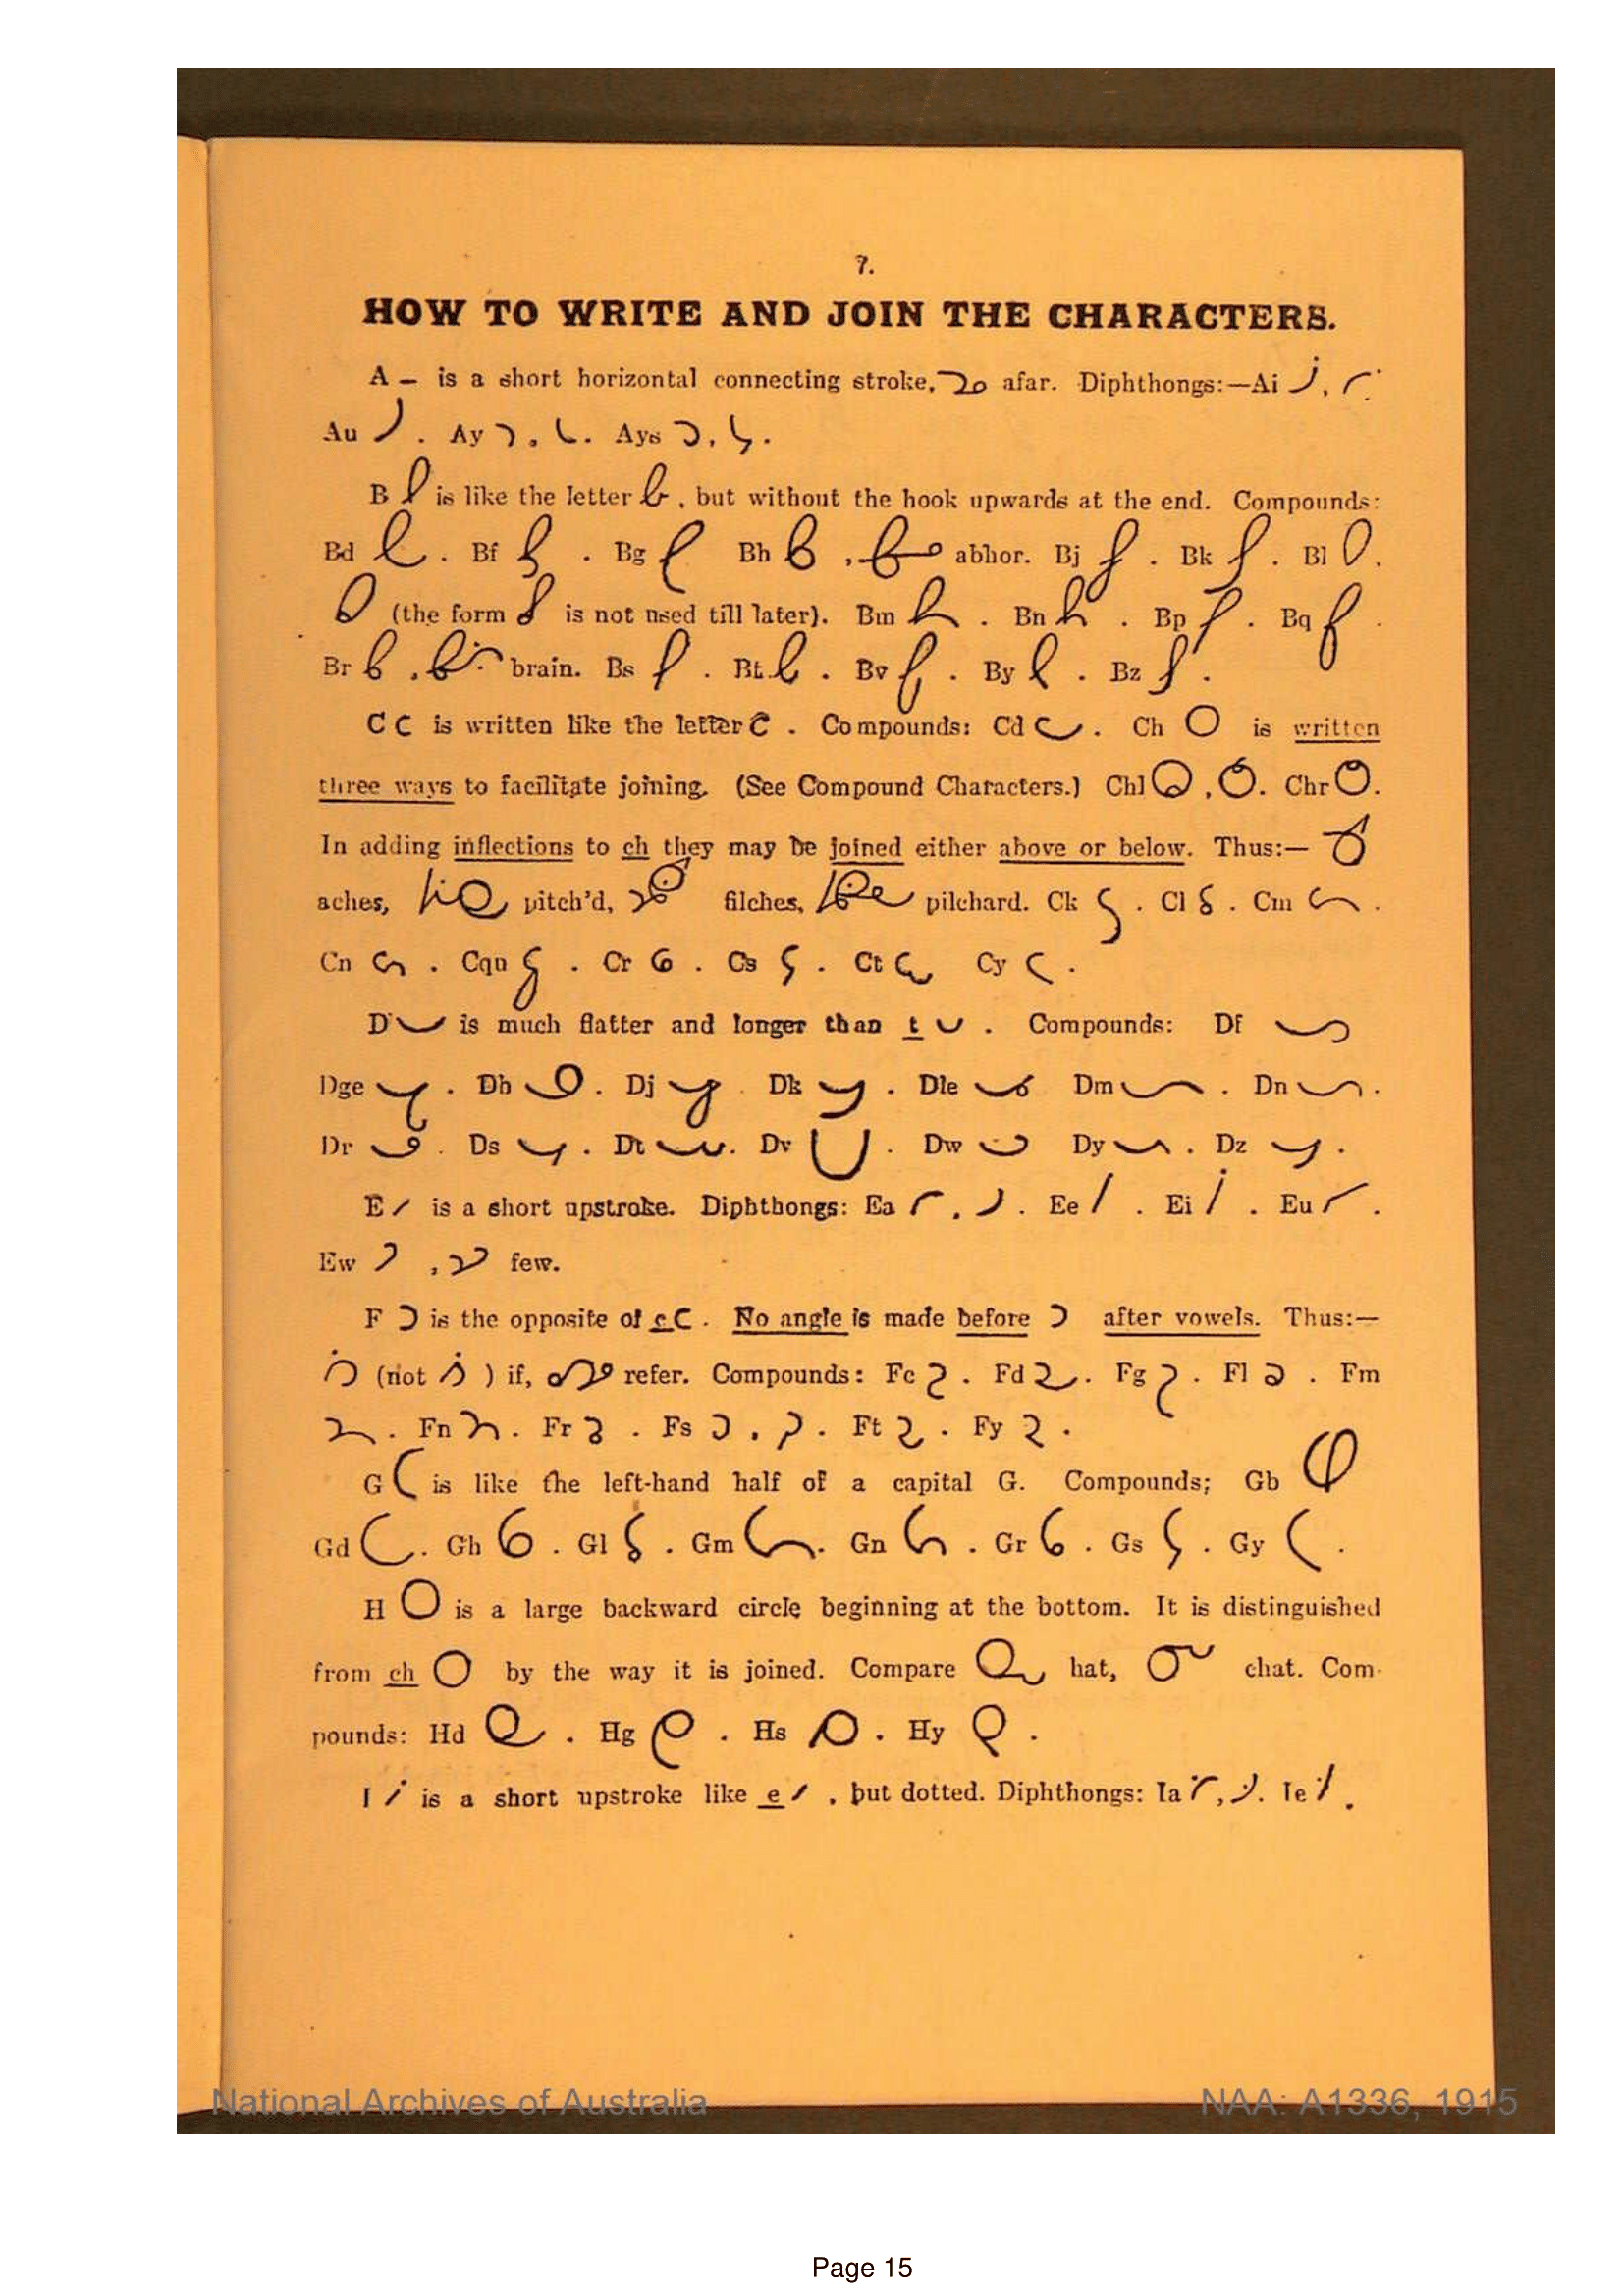 7.
HOW TO WRITE AND JOIN THE CHARACTERS.
A is a short horizontal connecting stroke, afar. Diphthongs:—Ai
Au . Ay , . Ays , .
B is like the letter , but without the hook upwards at the end. Compounds:
Bd . Bf . Bg Bh , abhor. Bj . Bk . Bl .
(the form is not used till later). Bm . Bn . Bp . Bq .
Br , brain. Bs . Bt . Bv . By . Bz .
C is written like the letter . Compounds: Cd . Ch is written
three ways to facilitate joining. (See Compound Characters.) Chl , . Chr .
In adding inflections to ch they may be joined either above or below. Thus:—
aches, pitch'd, filches, pilchard. Ck . Cl . Cm .
Cn . Cqu . Cr . Cs . Ct Cy .
D is much flatter and longer than t . Compounds: Df
Dge . Dh . Dj . Dk . Dle Dm . Dn .
Dr . Ds . Dt . Dv . Dw Dy . Dz .
E is a short upstroke. Diphthongs: Ea , . Ee . Ei . Eu .
Ew , few.
F is the opposite of c . No angle is made before after vowels. Thus:—
(not ) if, refer. Compounds: Fc . Fd . Fg . Fl . Fm
. Fn . Fr . Fs , . Ft . Fy .
G is like the left-hand half of a capital G. Compounds; Gb
Gd . Gh . Gl . Gm . Gn . Gr . Gs . Gy .
H is a large backward circle beginning at the bottom. It is distinguished
from ch by the way it is joined. Compare hat, chat. Com-
pounds: Hd . Hg . Hs . Hy .
I is a short upstroke like e , but dotted. Diphthongs: Ia , . Ie .
National Archives of Australia NAA: A1336, 1915
Page 15